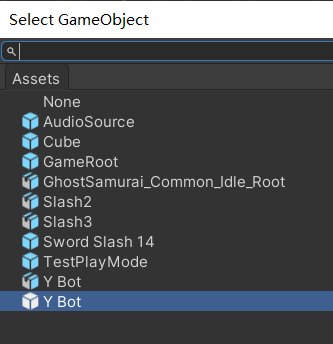 Select GameObject
Assets
None
AudioSource
Cube
GameRoot
GhostSamurai_Common_Idle_Root
Slash2
Slash3
Sword Slash 14
TestPlayMode
Y Bot
Y Bot